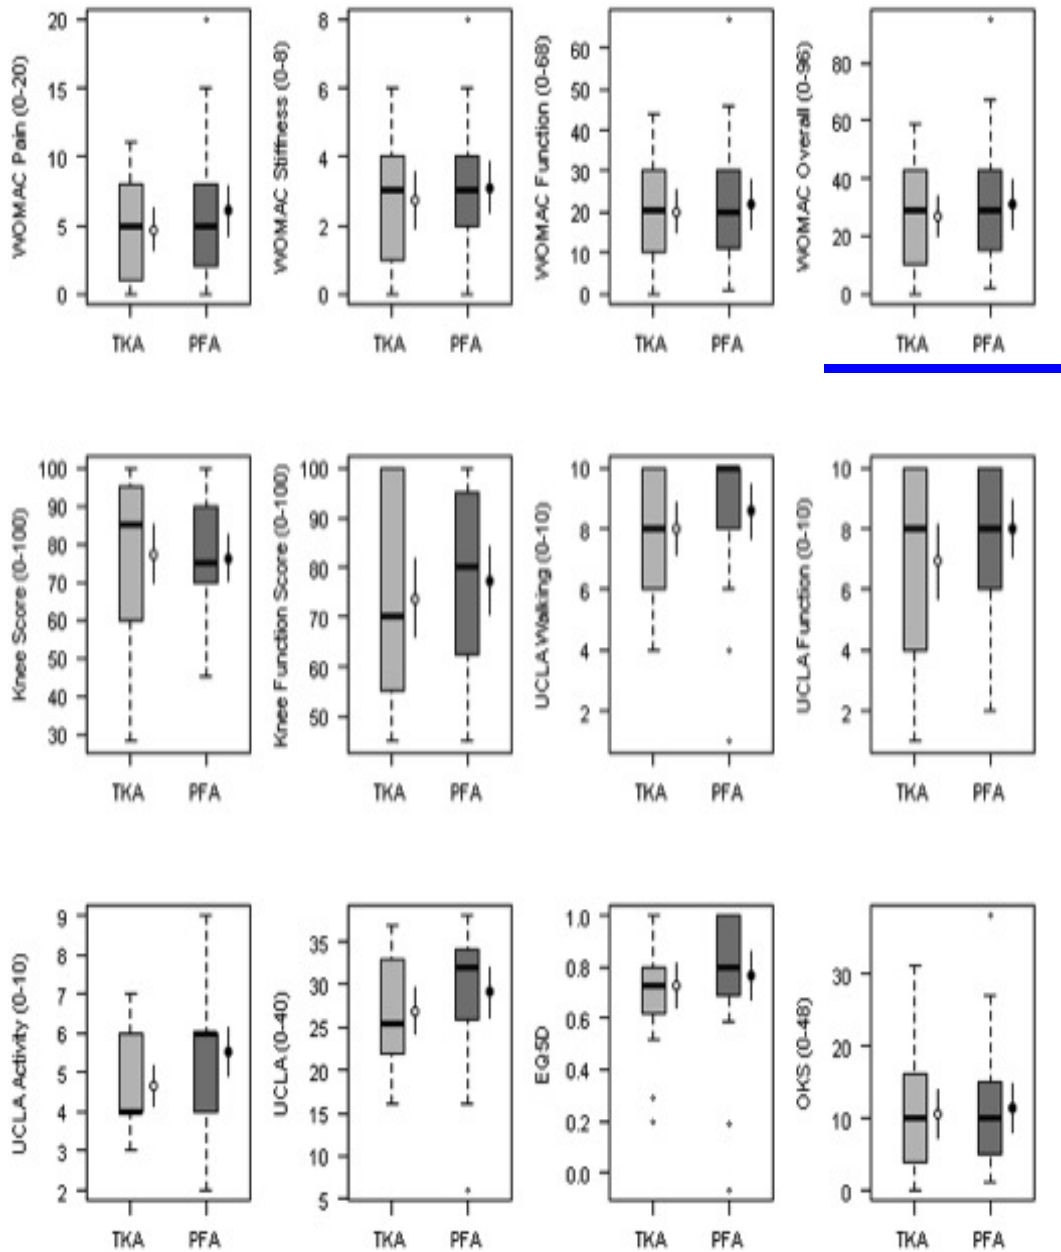 WOMAC Pain (0-20)
20
15
10
5
0
TKA PFA
WOMAC Stiffness (0-8)
8
6
4
2
0
TKA PFA
WOMAC Function (0-68)
60
50
40
30
20
10
0
TKA PFA
WOMAC Overall (0-96)
80
60
40
20
0
TKA PFA
Knee Score (0-100)
100
90
80
70
60
50
40
30
TKA PFA
Knee Function Score (0-100)
100
90
80
70
60
50
TKA PFA
UCLA Walking (0-10)
10
8
6
4
2
TKA PFA
UCLA Function (0-10)
10
8
6
4
2
TKA PFA
UCLA Activity (0-10)
9
8
7
6
5
4
3
2
TKA PFA
UCLA (0-40)
35
30
25
20
15
10
5
TKA PFA
EQ5D
1.0
0.8
0.6
0.4
0.2
0.0
TKA PFA
OKS (0-48)
30
20
10
0
TKA PFA